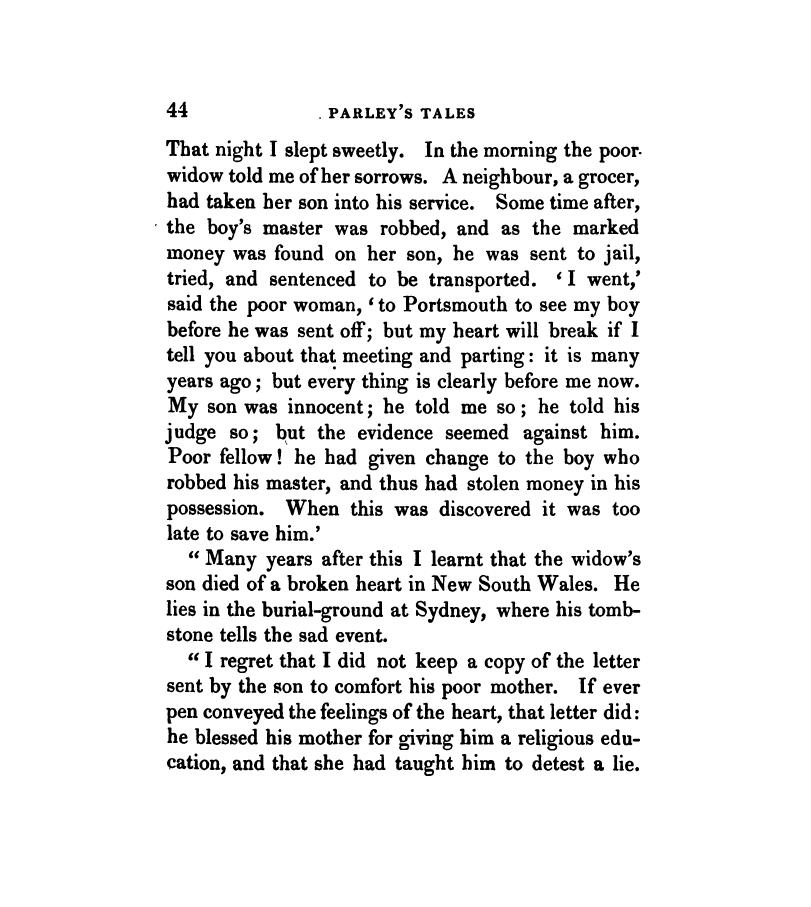 44 PARLEY'S TALES
That night I slept sweetly. In the morning the poor
widow told me of her sorrows. A neighbour, a grocer,
had taken her son into his service. Some time after,
the boy's master was robbed, and as the marked
money was found on her son, he was sent to jail,
tried, and sentenced to be transported. ‘I went,’
said the poor woman, ‘to Portsmouth to see my boy
before he was sent off; but my heart will break if I
tell you about that meeting and parting: it is many
years ago; but every thing is clearly before me now.
My son was innocent; he told me so; he told his
judge so; but the evidence seemed against him.
Poor fellow! he had given change to the boy who
robbed his master, and thus had stolen money in his
possession. When this was discovered it was too
late to save him.’
“Many years after this I learnt that the widow's
son died of a broken heart in New South Wales. He
lies in the burial-ground at Sydney, where his tomb-
stone tells the sad event.
“I regret that I did not keep a copy of the letter
sent by the son to comfort his poor mother. If ever
pen conveyed the feelings of the heart, that letter did:
he blessed his mother for giving him a religious edu-
cation, and that she had taught him to detest a lie.